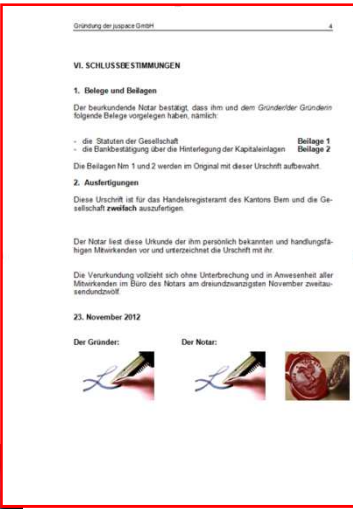 Gründung der juspace GmbH 4
VI. SCHLUSSBESTIMMUNGEN
1. Belege und Beilagen
Der beurkundende Notar bestätigt, dass ihm und dem Gründer/der Gründerin
folgende Belege vorgelegen haben, nämlich:
- die Statuten der Gesellschaft Beilage 1
- die Bankbestätigung über die Hinterlegung der Kapitaleinlagen Beilage 2
Die Beilagen Nrn 1 und 2 werden im Original mit dieser Urschrift aufbewahrt.
2. Ausfertigungen
Diese Urschrift ist für das Handelsregisteramt des Kantons Bern und die Ge-
sellschaft zweifach auszufertigen.
Der Notar liest diese Urkunde der ihm persönlich bekannten und handlungsfä-
higen Mitwirkenden vor und unterzeichnet die Urschrift mit ihr.
Die Verurkundung vollzieht sich ohne Unterbrechung und in Anwesenheit aller
Mitwirkenden im Büro des Notars am dreiundzwanzigsten November zweitau-
sendundzwölf.
23. November 2012
Der Gründer: Der Notar: